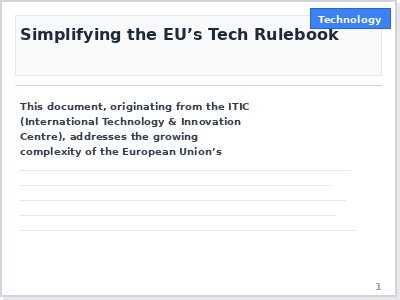 Technology
Simplifying the EU’s Tech Rulebook
This document, originating from the ITIC
(International Technology & Innovation
Centre), addresses the growing
complexity of the European Union’s
1